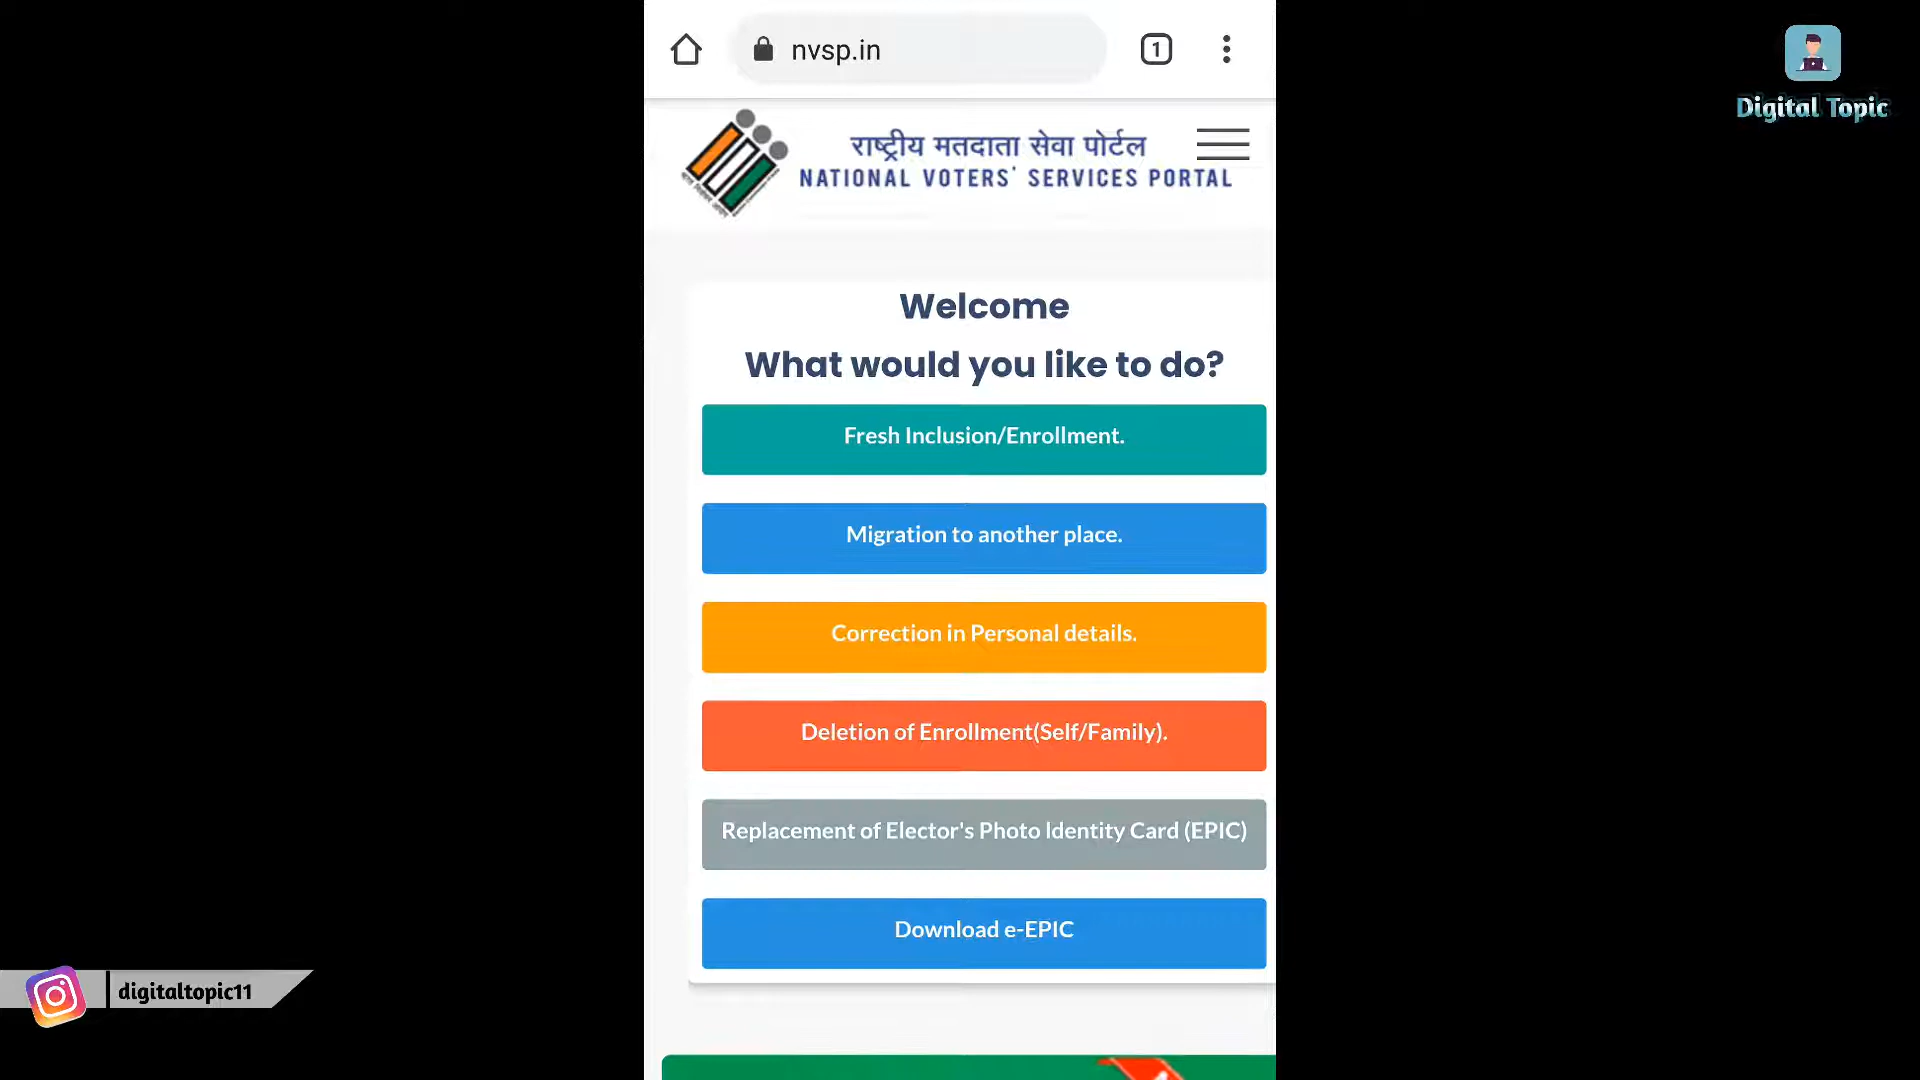 nvsp.in
1
Digital Topic
राष्ट्रीय मतदाता सेवा पोर्टल
NATIONAL VOTERS' SERVICES PORTAL
Welcome
What would you like to do?
Fresh Inclusion/Enrollment.
Migration to another place.
Correction in Personal details.
Deletion of Enrollment(Self/Family).
Replacement of Elector's Photo Identity Card (EPIC)
Download e-EPIC
digitaltopic11